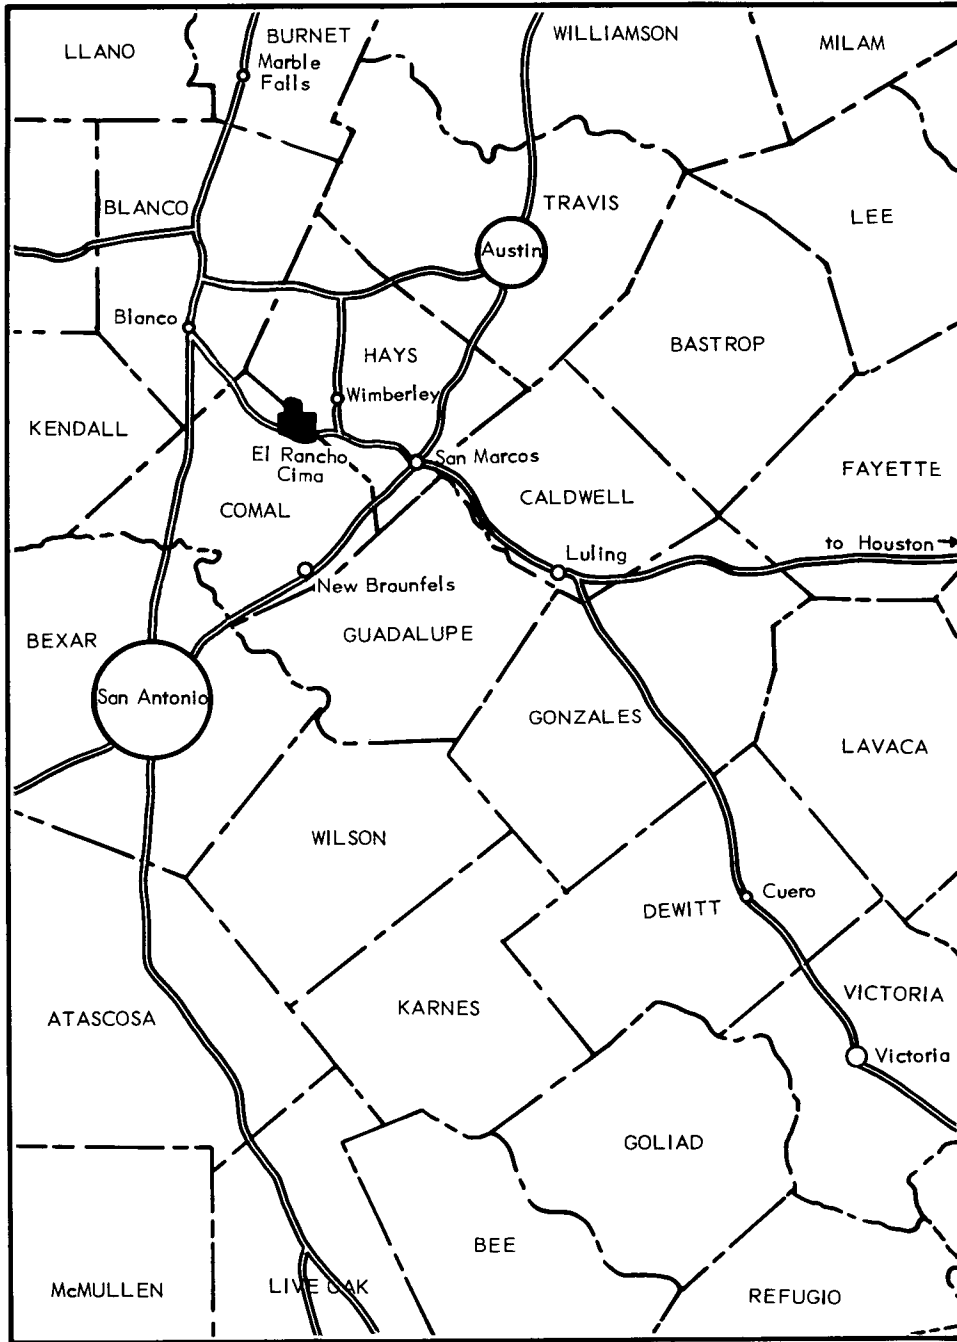 LLANO
BURNET
Marble
Falls
WILLIAMSON
MILAM
BLANCO
TRAVIS
LEE
Austin
Blanco
HAYS
BASTROP
Wimberley
KENDALL
El Rancho
Cima
San Marcos
FAYETTE
COMAL
CALDWELL
to Houston →
Luling
New Braunfels
BEXAR
GUADALUPE
San Antonio
GONZALES
LAVACA
WILSON
Cuero
DEWITT
VICTORIA
KARNES
ATASCOSA
Victoria
GOLIAD
BEE
McMULLEN
LIVE OAK
REFUGIO